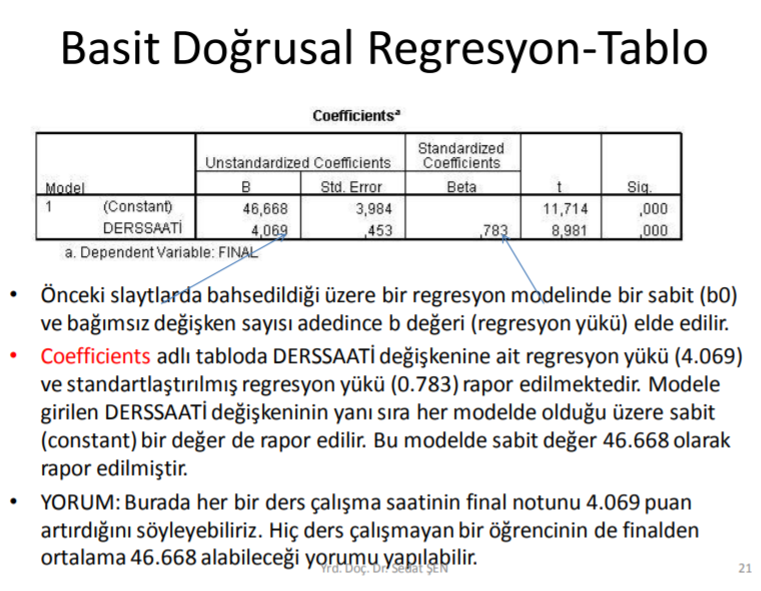 Basit Doğrusal Regresyon-Tablo
Coefficientsª
Unstandardized Coefficients Standardized Coefficients
Model B Std. Error Beta t Sig.
1 (Constant) 46,668 3,984 11,714 ,000
DERSSAATİ 4,069 ,453 ,783 8,981 ,000
a. Dependent Variable: FINAL
• Önceki slaytlarda bahsedildiği üzere bir regresyon modelinde bir sabit (b0)
ve bağımsız değişken sayısı adedince b değeri (regresyon yükü) elde edilir.
• Coefficients adlı tabloda DERSSAATİ değişkenine ait regresyon yükü (4.069)
ve standartlaştırılmış regresyon yükü (0.783) rapor edilmektedir. Modele
girilen DERSSAATİ değişkeninin yanı sıra her modelde olduğu üzere sabit
(constant) bir değer de rapor edilir. Bu modelde sabit değer 46.668 olarak
rapor edilmiştir.
• YORUM: Burada her bir ders çalışma saatinin final notunu 4.069 puan
artırdığını söyleyebiliriz. Hiç ders çalışmayan bir öğrencinin de finalden
ortalama 46.668 alabileceği yorumu yapılabilir.
Yrd. Doç. Dr. Sedat ŞEN
21